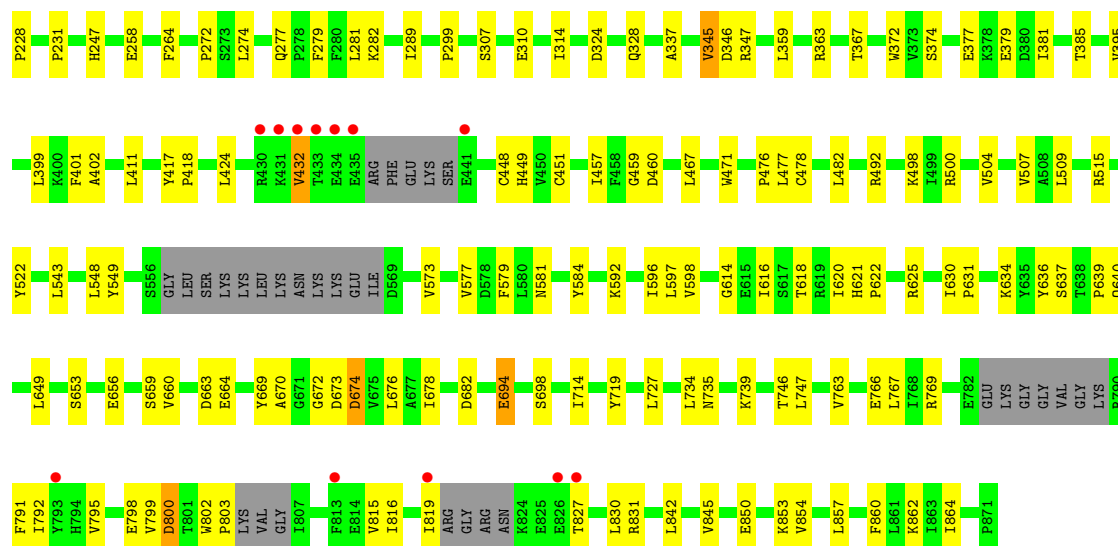 P228 P231 H247 E258 F264 P272 S273 L274 Q277 P278 F279 F280 L281 K282 I289 P299 S307 E310 I314 D324 Q328 A337 V345 D346 R347 L359 R363 T367 W372 V373 S374 E377 K378 E379 D380 I381 T385 V395
L399 K400 F401 A402 L411 Y417 P418 L424 R430 K431 V432 T433 E434 E435 ARG PHE GLU LYS SER E441 C448 H449 V450 C451 I457 F458 G459 D460 L467 W471 P476 L477 C478 L482 R492 K498 I499 R500 V504 V507 A508 L509 R515
Y522 L543 L548 Y549 S556 GLY LEU SER LYS LYS LEU LYS ASN LYS LYS GLU ILE D569 V573 V577 D578 F579 L580 N581 Y584 K592 I596 L597 V598 G614 E615 I616 S617 T618 R619 I620 H621 P622 R625 I630 P631 K634 Y635 Y636 S637 T638 P639
L649 S653 E656 S659 V660 D663 E664 Y669 A670 G671 G672 D673 D674 V675 L676 A677 I678 D682 E694 S698 I714 Y719 L727 L734 N735 K739 T746 L747 V763 E766 L767 I768 R769 E782 GLU LYS GLY GLY VAL GLY LYS
F791 I792 Y793 H794 V795 E798 V799 D800 T801 W802 P803 LYS VAL GLY I807 F813 E814 V815 I816 I819 ARG GLY ARG ASN K824 E825 E826 T827 L830 R831 L842 V845 E850 K853 V854 L857 F860 L861 K862 I863 I864 P871